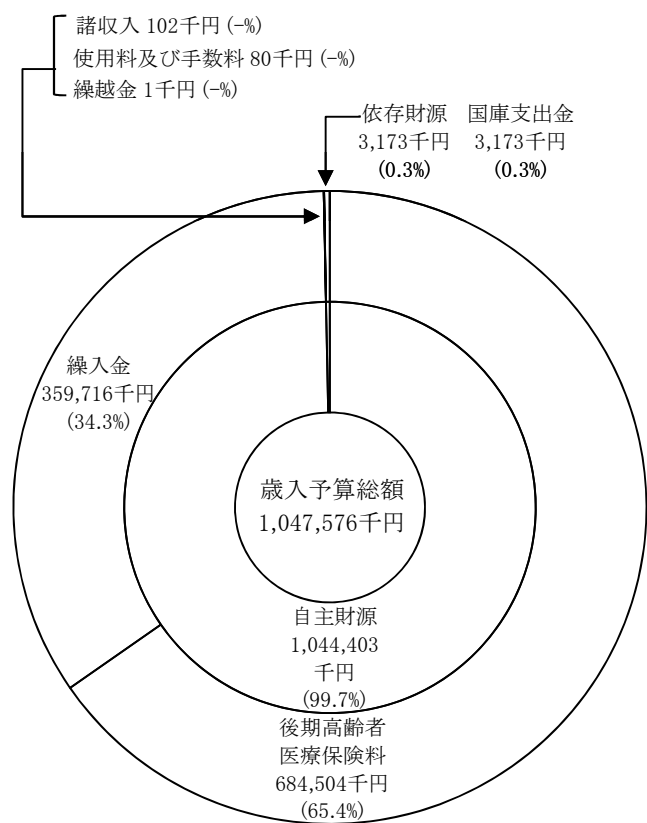 諸収入 102千円 (-%)
使用料及び手数料 80千円 (-%)
繰越金 1千円 (-%)
依存財源
3,173千円
(0.3%)
国庫支出金
3,173千円
(0.3%)
繰入金
359,716千円
(34.3%)
歳入予算総額
1,047,576千円
自主財源
1,044,403
千円
(99.7%)
後期高齢者
医療保険料
684,504千円
(65.4%)